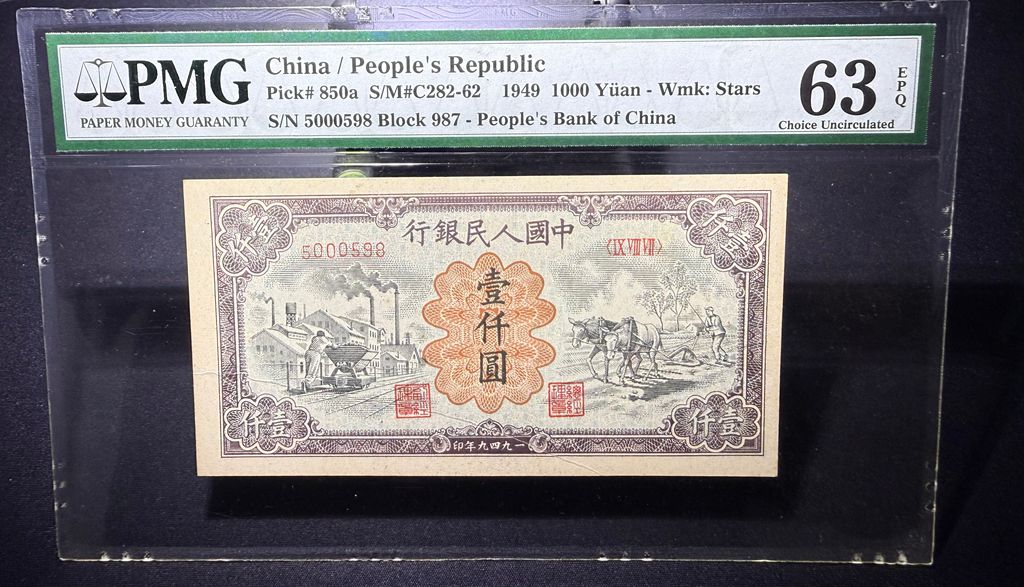 PMG
PAPER MONEY GUARANTY
China / People's Republic
Pick# 850a S/M#C282-62 1949 1000 Yüan - Wmk: Stars
S/N 5000598 Block 987 - People's Bank of China
63
EPQ
Choice Uncirculated
行銀民人國中
5000598
〈IX VIII VII〉
仟壹
仟壹
壹仟圓
仟壹
仟壹
印年九四九一